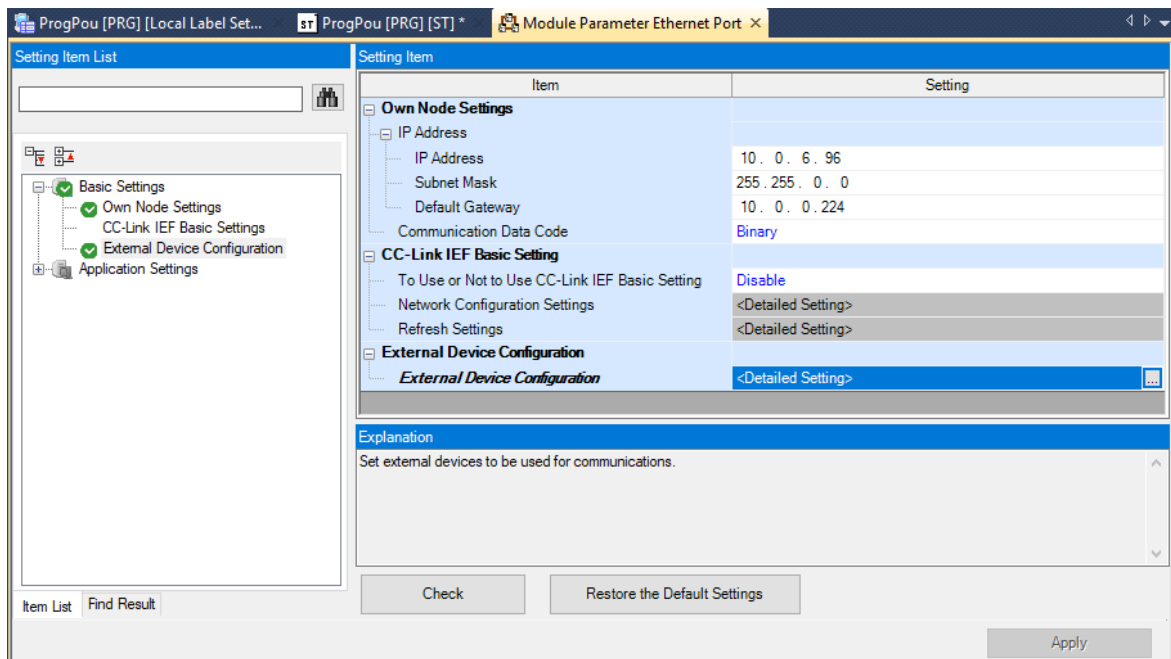 ProgPou [PRG] [Local Label Set...
ST ProgPou [PRG] [ST] *
Module Parameter Ethernet Port
Setting Item List
Basic Settings
Own Node Settings
CC-Link IEF Basic Settings
External Device Configuration
Application Settings
Item List Find Result
Setting Item
Item Setting
Own Node Settings
IP Address
IP Address 10 . 0 . 6 . 96
Subnet Mask 255 . 255 . 0 . 0
Default Gateway 10 . 0 . 0 . 224
Communication Data Code Binary
CC-Link IEF Basic Setting
To Use or Not to Use CC-Link IEF Basic Setting Disable
Network Configuration Settings <Detailed Setting>
Refresh Settings <Detailed Setting>
External Device Configuration
External Device Configuration <Detailed Setting> ...
Explanation
Set external devices to be used for communications.
Check Restore the Default Settings
Apply